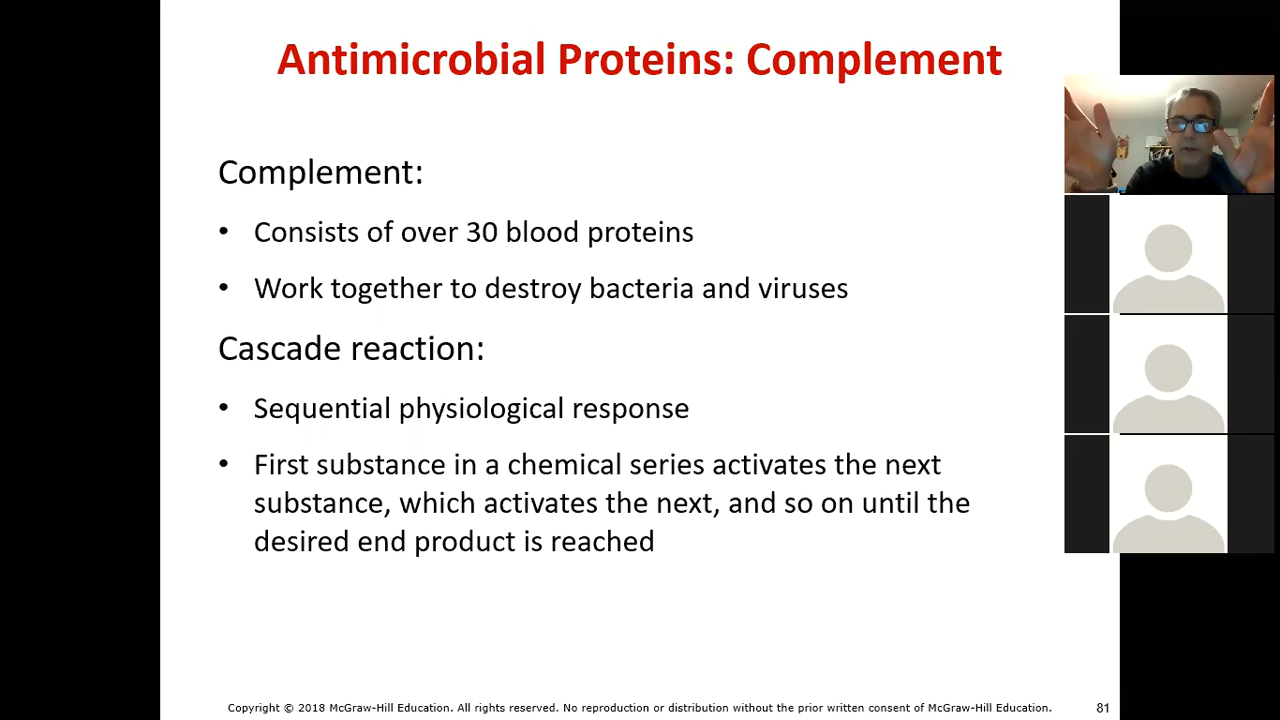 Antimicrobial Proteins: Complement
Complement:
• Consists of over 30 blood proteins
• Work together to destroy bacteria and viruses
Cascade reaction:
• Sequential physiological response
• First substance in a chemical series activates the next
substance, which activates the next, and so on until the
desired end product is reached
Copyright © 2018 McGraw-Hill Education. All rights reserved. No reproduction or distribution without the prior written consent of McGraw-Hill Education. 81